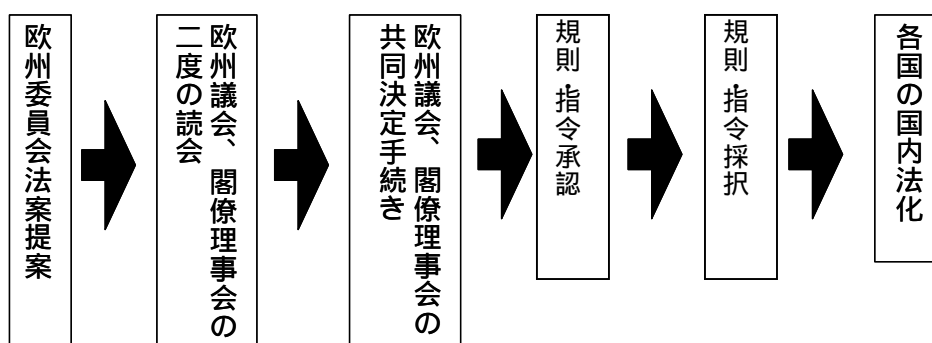 欧州委員会法案提案
欧州議会、閣僚理事会の
二度の読会
欧州議会、閣僚理事会の
共同決定手続き
規則・指令承認
規則・指令採択
各国の国内法化